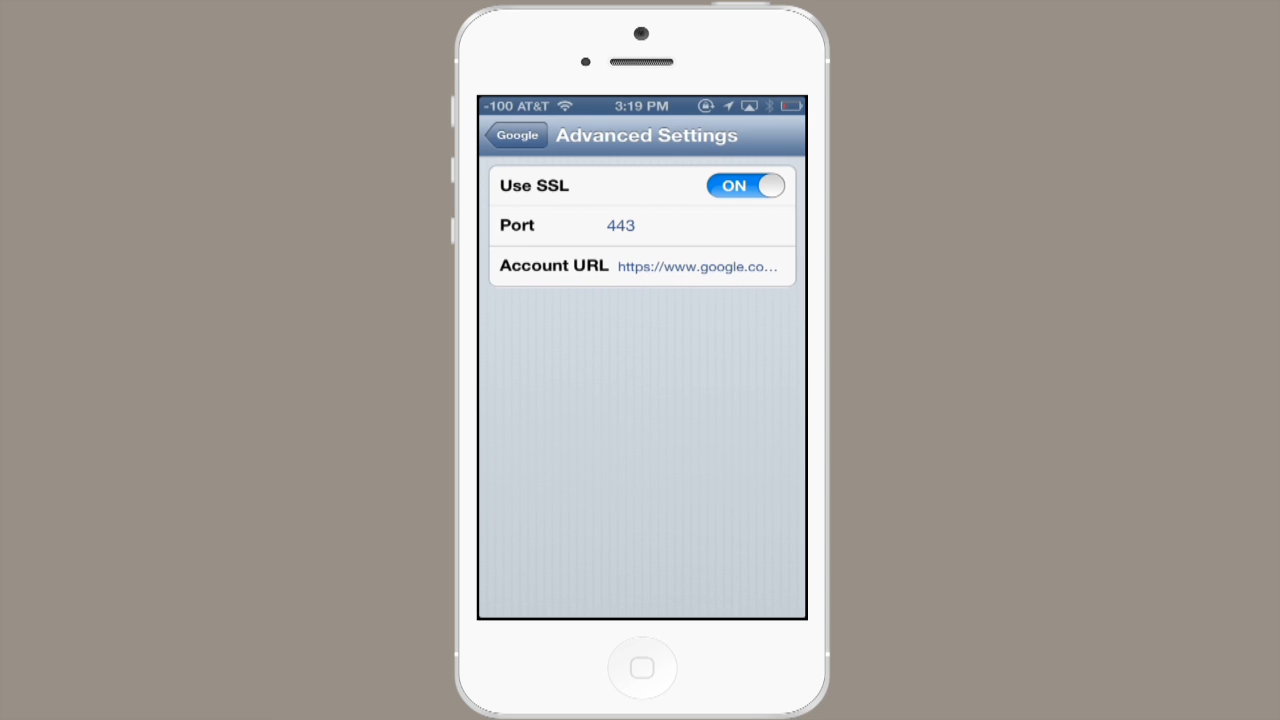 -100 AT&T 3:19 PM
Google Advanced Settings
Use SSL ON
Port 443
Account URL https://www.google.co...